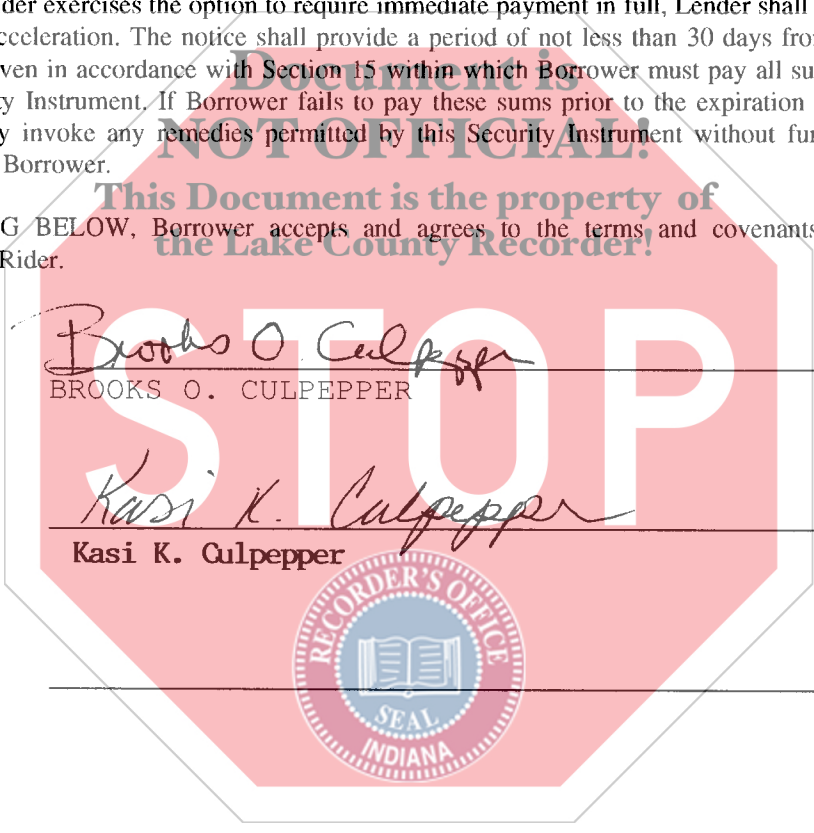 der exercises the option to require immediate payment in full, Lender shall
cceleration. The notice shall provide a period of not less than 30 days fro
ven in accordance with Section 15 within which Borrower must pay all su
y Instrument. If Borrower fails to pay these sums prior to the expiration
y invoke any remedies permitted by this Security Instrument without fur
Borrower.
Document is
NOT OFFICIAL!
This Document is the property of
the Lake County Recorder!
G BELOW, Borrower accepts and agrees to the terms and covenants
Rider.
STOP
Brooks O. Culpepper
BROOKS O. CULPEPPER
Kasi K. Culpepper
Kasi K. Culpepper
RECORDER'S OFFICE
SEAL
INDIANA